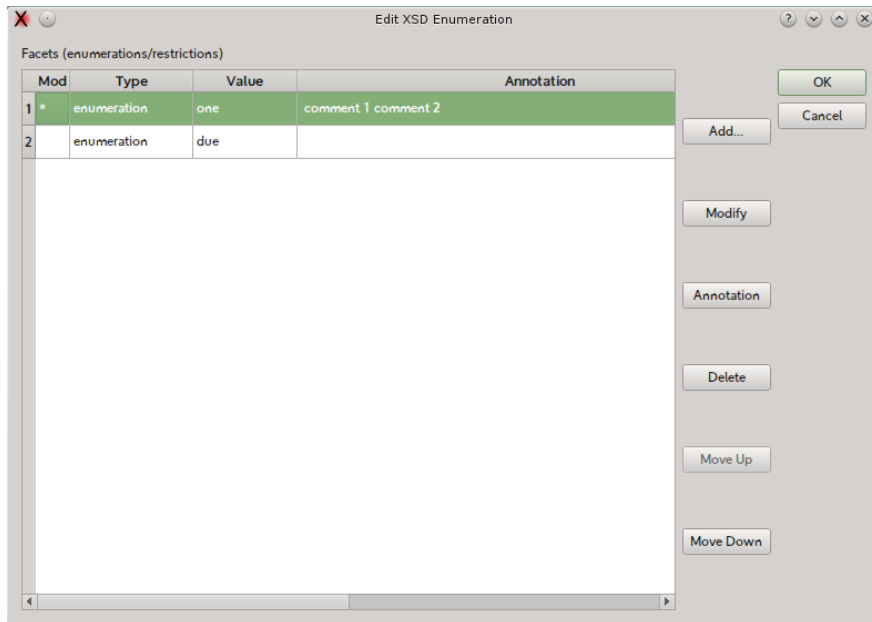 Edit XSD Enumeration
Facets (enumerations/restrictions)
Mod Type Value Annotation
1 * enumeration one comment 1 comment 2
2 enumeration due
OK
Cancel
Add...
Modify
Annotation
Delete
Move Up
Move Down